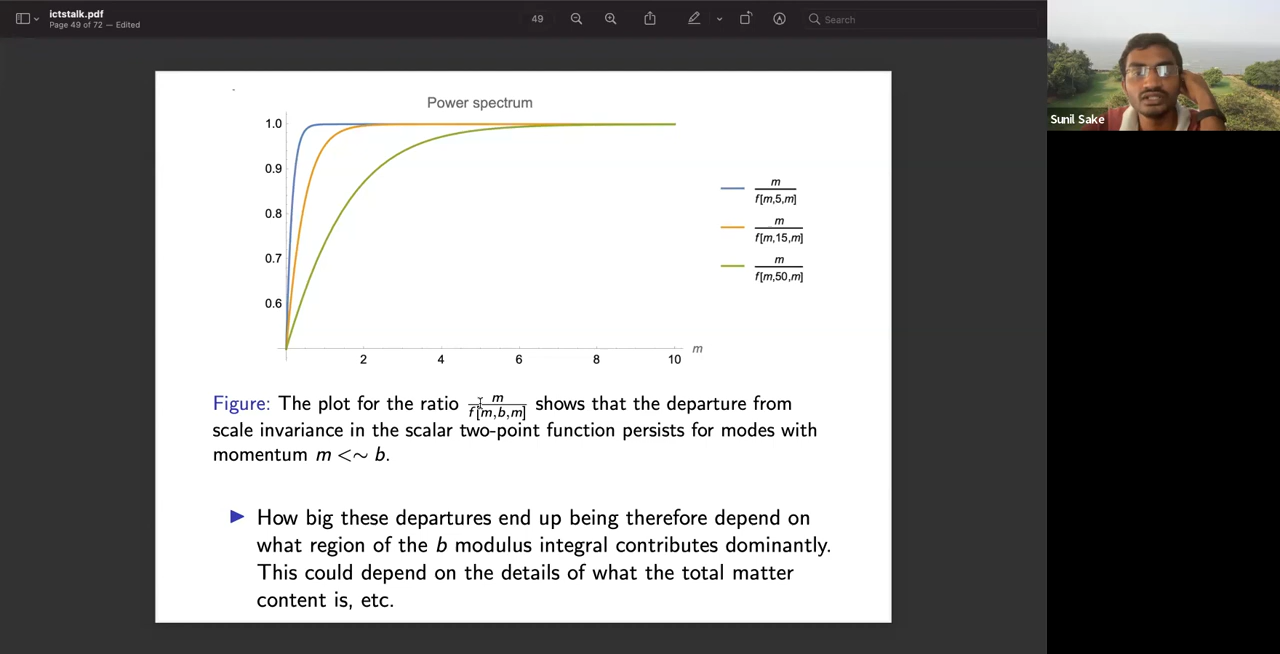 ictstalk.pdf
Page 49 of 72 — Edited
49
Search
Sunil Sake
Power spectrum
1.0
0.9
0.8
0.7
0.6
2 4 6 8 10 m
m
f[m,5,m]
m
f[m,15,m]
m
f[m,50,m]
Figure: The plot for the ratio m/f[m,b,m] shows that the departure from
scale invariance in the scalar two-point function persists for modes with
momentum m <∼ b.
How big these departures end up being therefore depend on
what region of the b modulus integral contributes dominantly.
This could depend on the details of what the total matter
content is, etc.